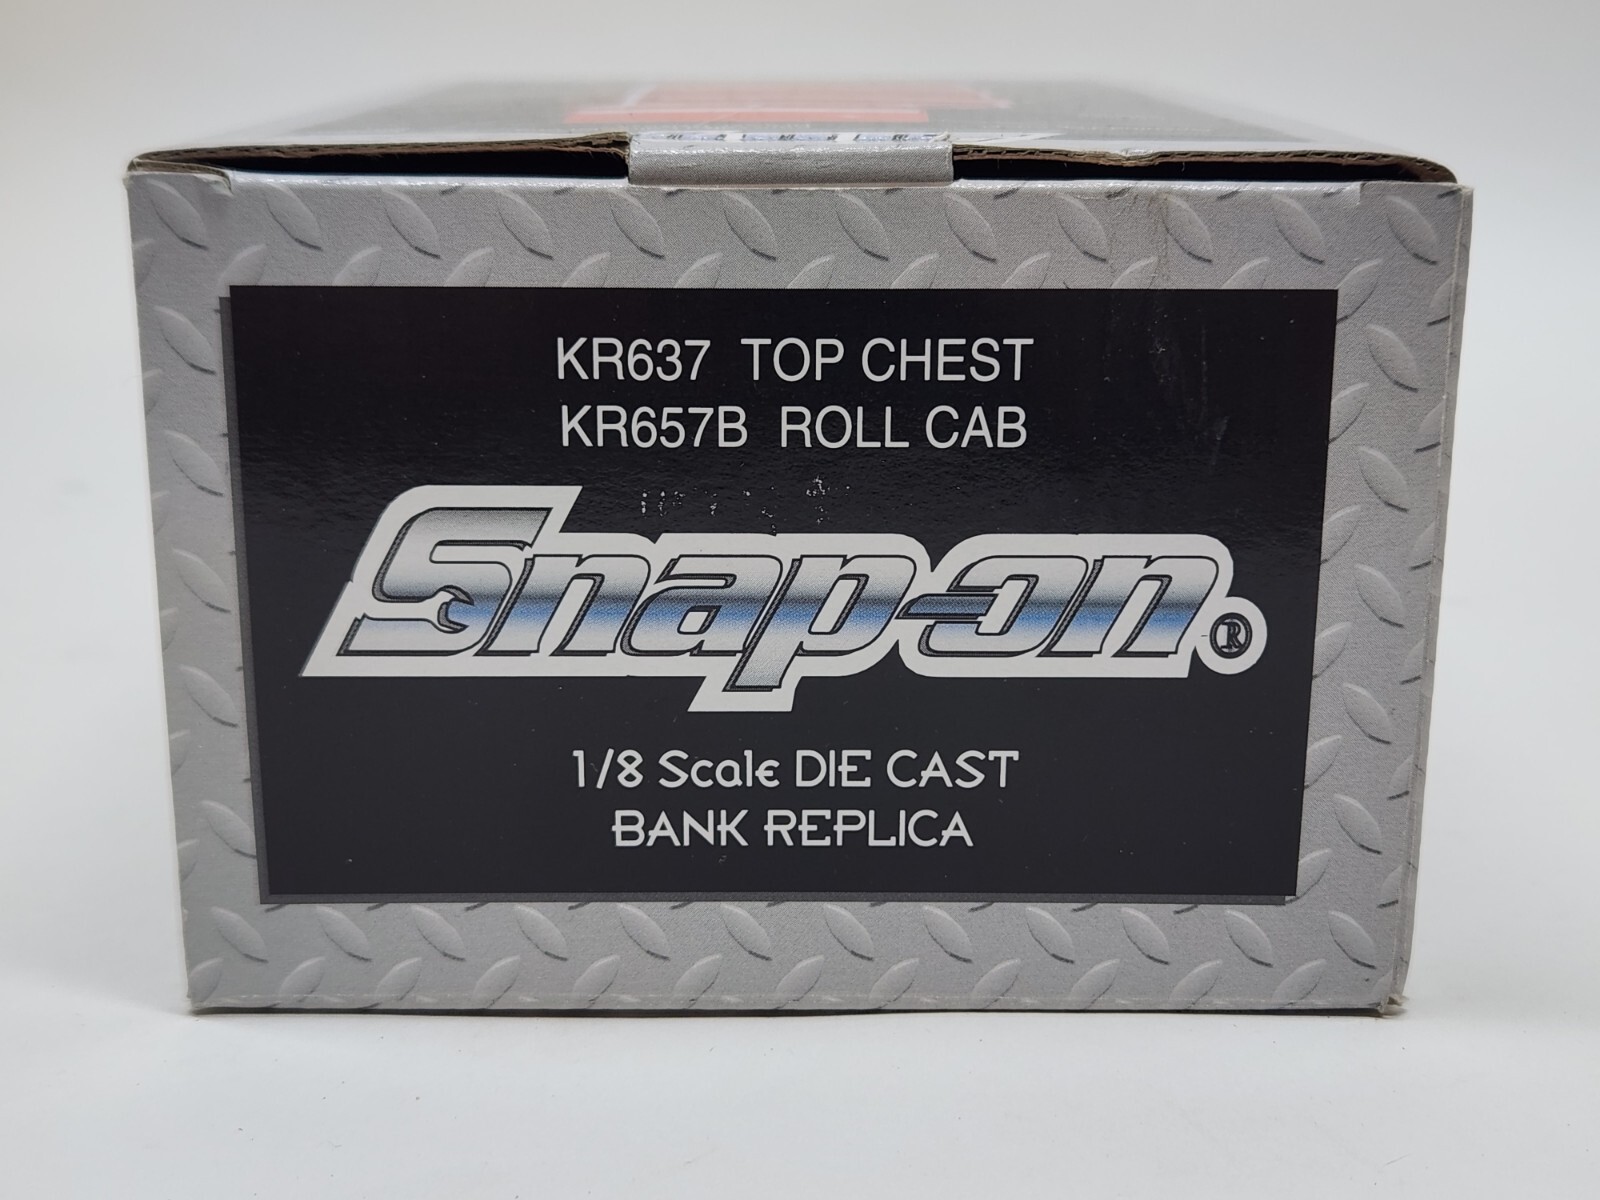 KR637 TOP CHEST
KR657B ROLL CAB
Snap-on®
1/8 Scale DIE CAST
BANK REPLICA